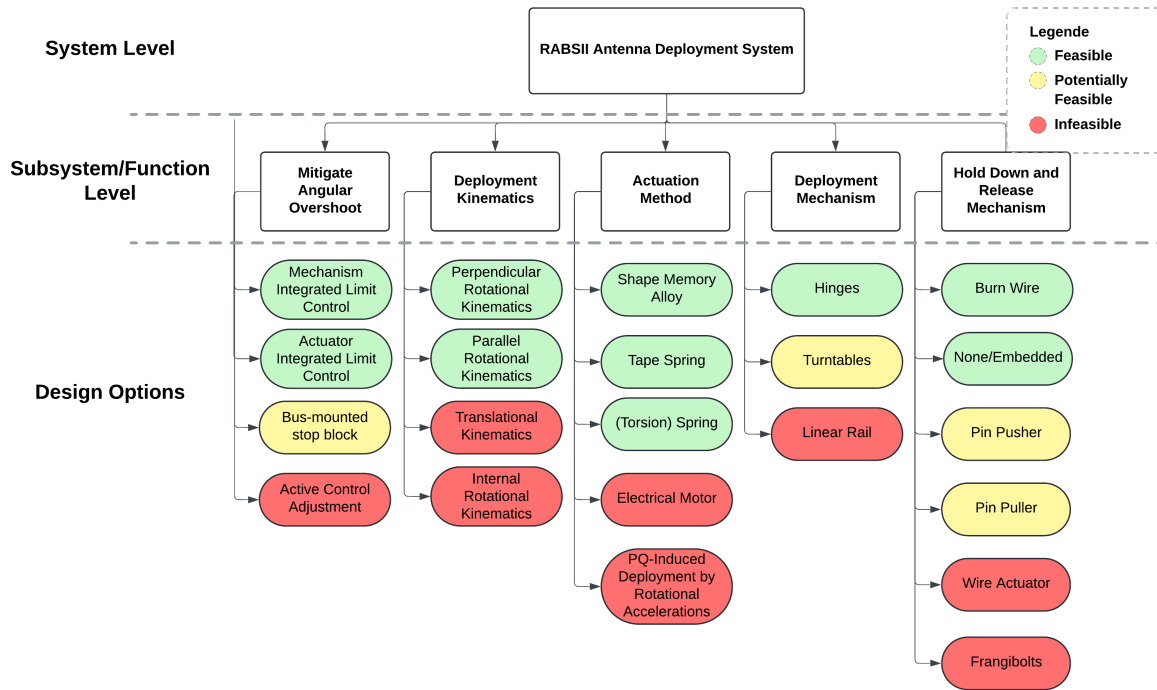 System Level
RABSII Antenna Deployment System
Legende
Feasible
Potentially
Feasible
Infeasible
Subsystem/Function
Level
Mitigate
Angular
Overshoot
Deployment
Kinematics
Actuation
Method
Deployment
Mechanism
Hold Down and
Release
Mechanism
Design Options
Mechanism
Integrated Limit
Control
Actuator
Integrated Limit
Control
Bus-mounted
stop block
Active Control
Adjustment
Perpendicular
Rotational
Kinematics
Parallel
Rotational
Kinematics
Translational
Kinematics
Internal
Rotational
Kinematics
Shape Memory
Alloy
Tape Spring
(Torsion) Spring
Electrical Motor
PQ-Induced
Deployment by
Rotational
Accelerations
Hinges
Turntables
Linear Rail
Burn Wire
None/Embedded
Pin Pusher
Pin Puller
Wire Actuator
Frangibolts